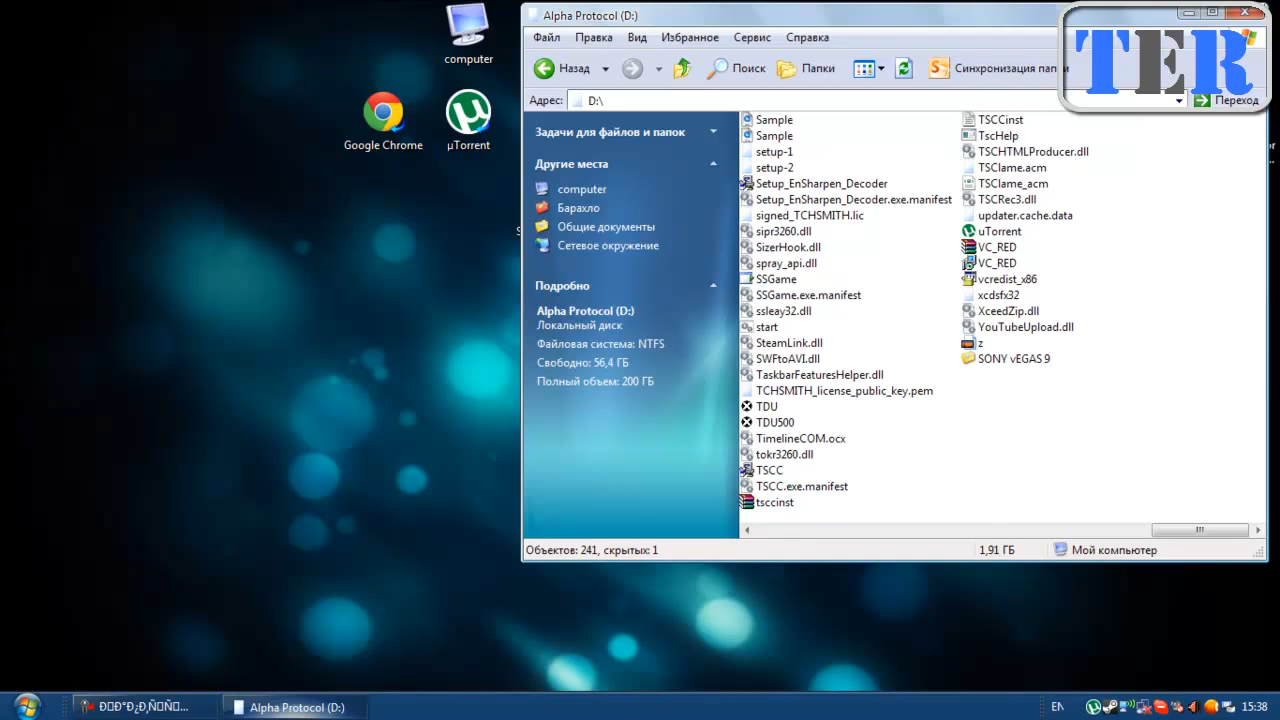 computer
Google Chrome
µTorrent
Alpha Protocol (D:)
Файл Правка Вид Избранное Сервис Справка
Назад Поиск Папки Синхронизация папки
Адрес: D:\ Переход
TER
Задачи для файлов и папок
Другие места
computer
Барахло
Общие документы
Сетевое окружение
Подробно
Alpha Protocol (D:)
Локальный диск
Файловая система: NTFS
Свободно: 56,4 ГБ
Полный объем: 200 ГБ
Sample
Sample
setup-1
setup-2
Setup_EnSharpen_Decoder
Setup_EnSharpen_Decoder.exe.manifest
signed_TCHSMITH.lic
sipr3260.dll
SizerHook.dll
spray_api.dll
SSGame
SSGame.exe.manifest
ssleay32.dll
start
SteamLink.dll
SWFtoAVI.dll
TaskbarFeaturesHelper.dll
TCHSMITH_license_public_key.pem
TDU
TDU500
TimelineCOM.ocx
tokr3260.dll
TSCC
TSCC.exe.manifest
tsccinst
TSCCinst
TscHelp
TSCHTMLProducer.dll
TSClame.acm
TSClame_acm
TSCRec3.dll
updater.cache.data
uTorrent
VC_RED
VC_RED
vcredist_x86
xcdsfx32
XceedZip.dll
YouTubeUpload.dll
z
SONY vEGAS 9
Объектов: 241, скрытых: 1 1,91 ГБ Мой компьютер
Alpha Protocol (D:) EN 15:38